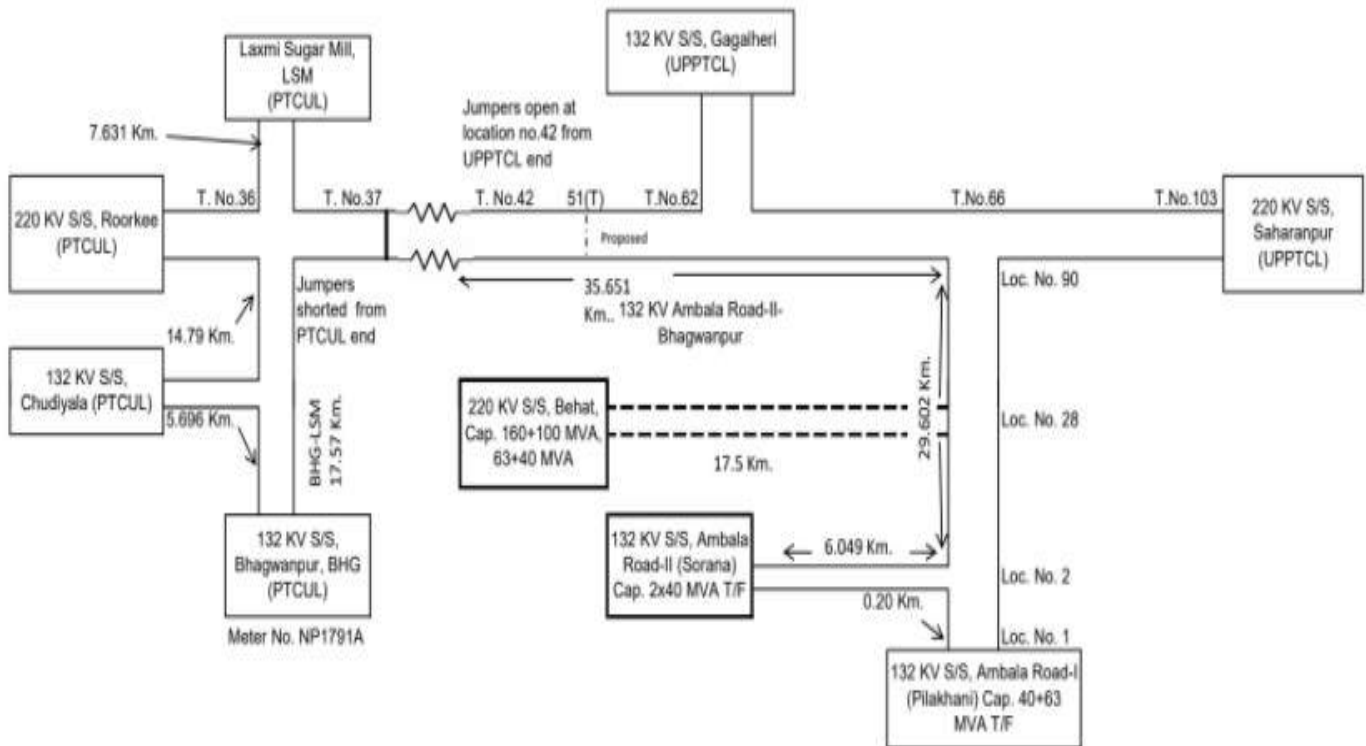 Laxmi Sugar Mill,
LSM
(PTCUL)
132 KV S/S, Gagalheri
(UPPTCL)
Jumpers open at
location no.42 from
UPPTCL end
7.631 Km.
220 KV S/S, Roorkee
(PTCUL)
T. No.36
T. No.37
T. No.42
51(T)
T.No.62
T.No.66
T.No.103
220 KV S/S,
Saharanpur
(UPPTCL)
Proposed
Jumpers
shorted from
PTCUL end
35.651
Km..
132 KV Ambala Road-II-
Bhagwanpur
Loc. No. 90
14.79 Km.
132 KV S/S,
Chudiyala (PTCUL)
5.696 Km.
BHG-LSM
17.57 Km.
220 KV S/S, Behat,
Cap. 160+100 MVA,
63+40 MVA
17.5 Km.
29.602 Km.
Loc. No. 28
132 KV S/S,
Bhagwanpur, BHG
(PTCUL)
Meter No. NP1791A
132 KV S/S, Ambala
Road-II (Sorana)
Cap. 2x40 MVA T/F
6.049 Km.
0.20 Km.
Loc. No. 2
Loc. No. 1
132 KV S/S, Ambala Road-I
(Pilakhani) Cap. 40+63
MVA T/F